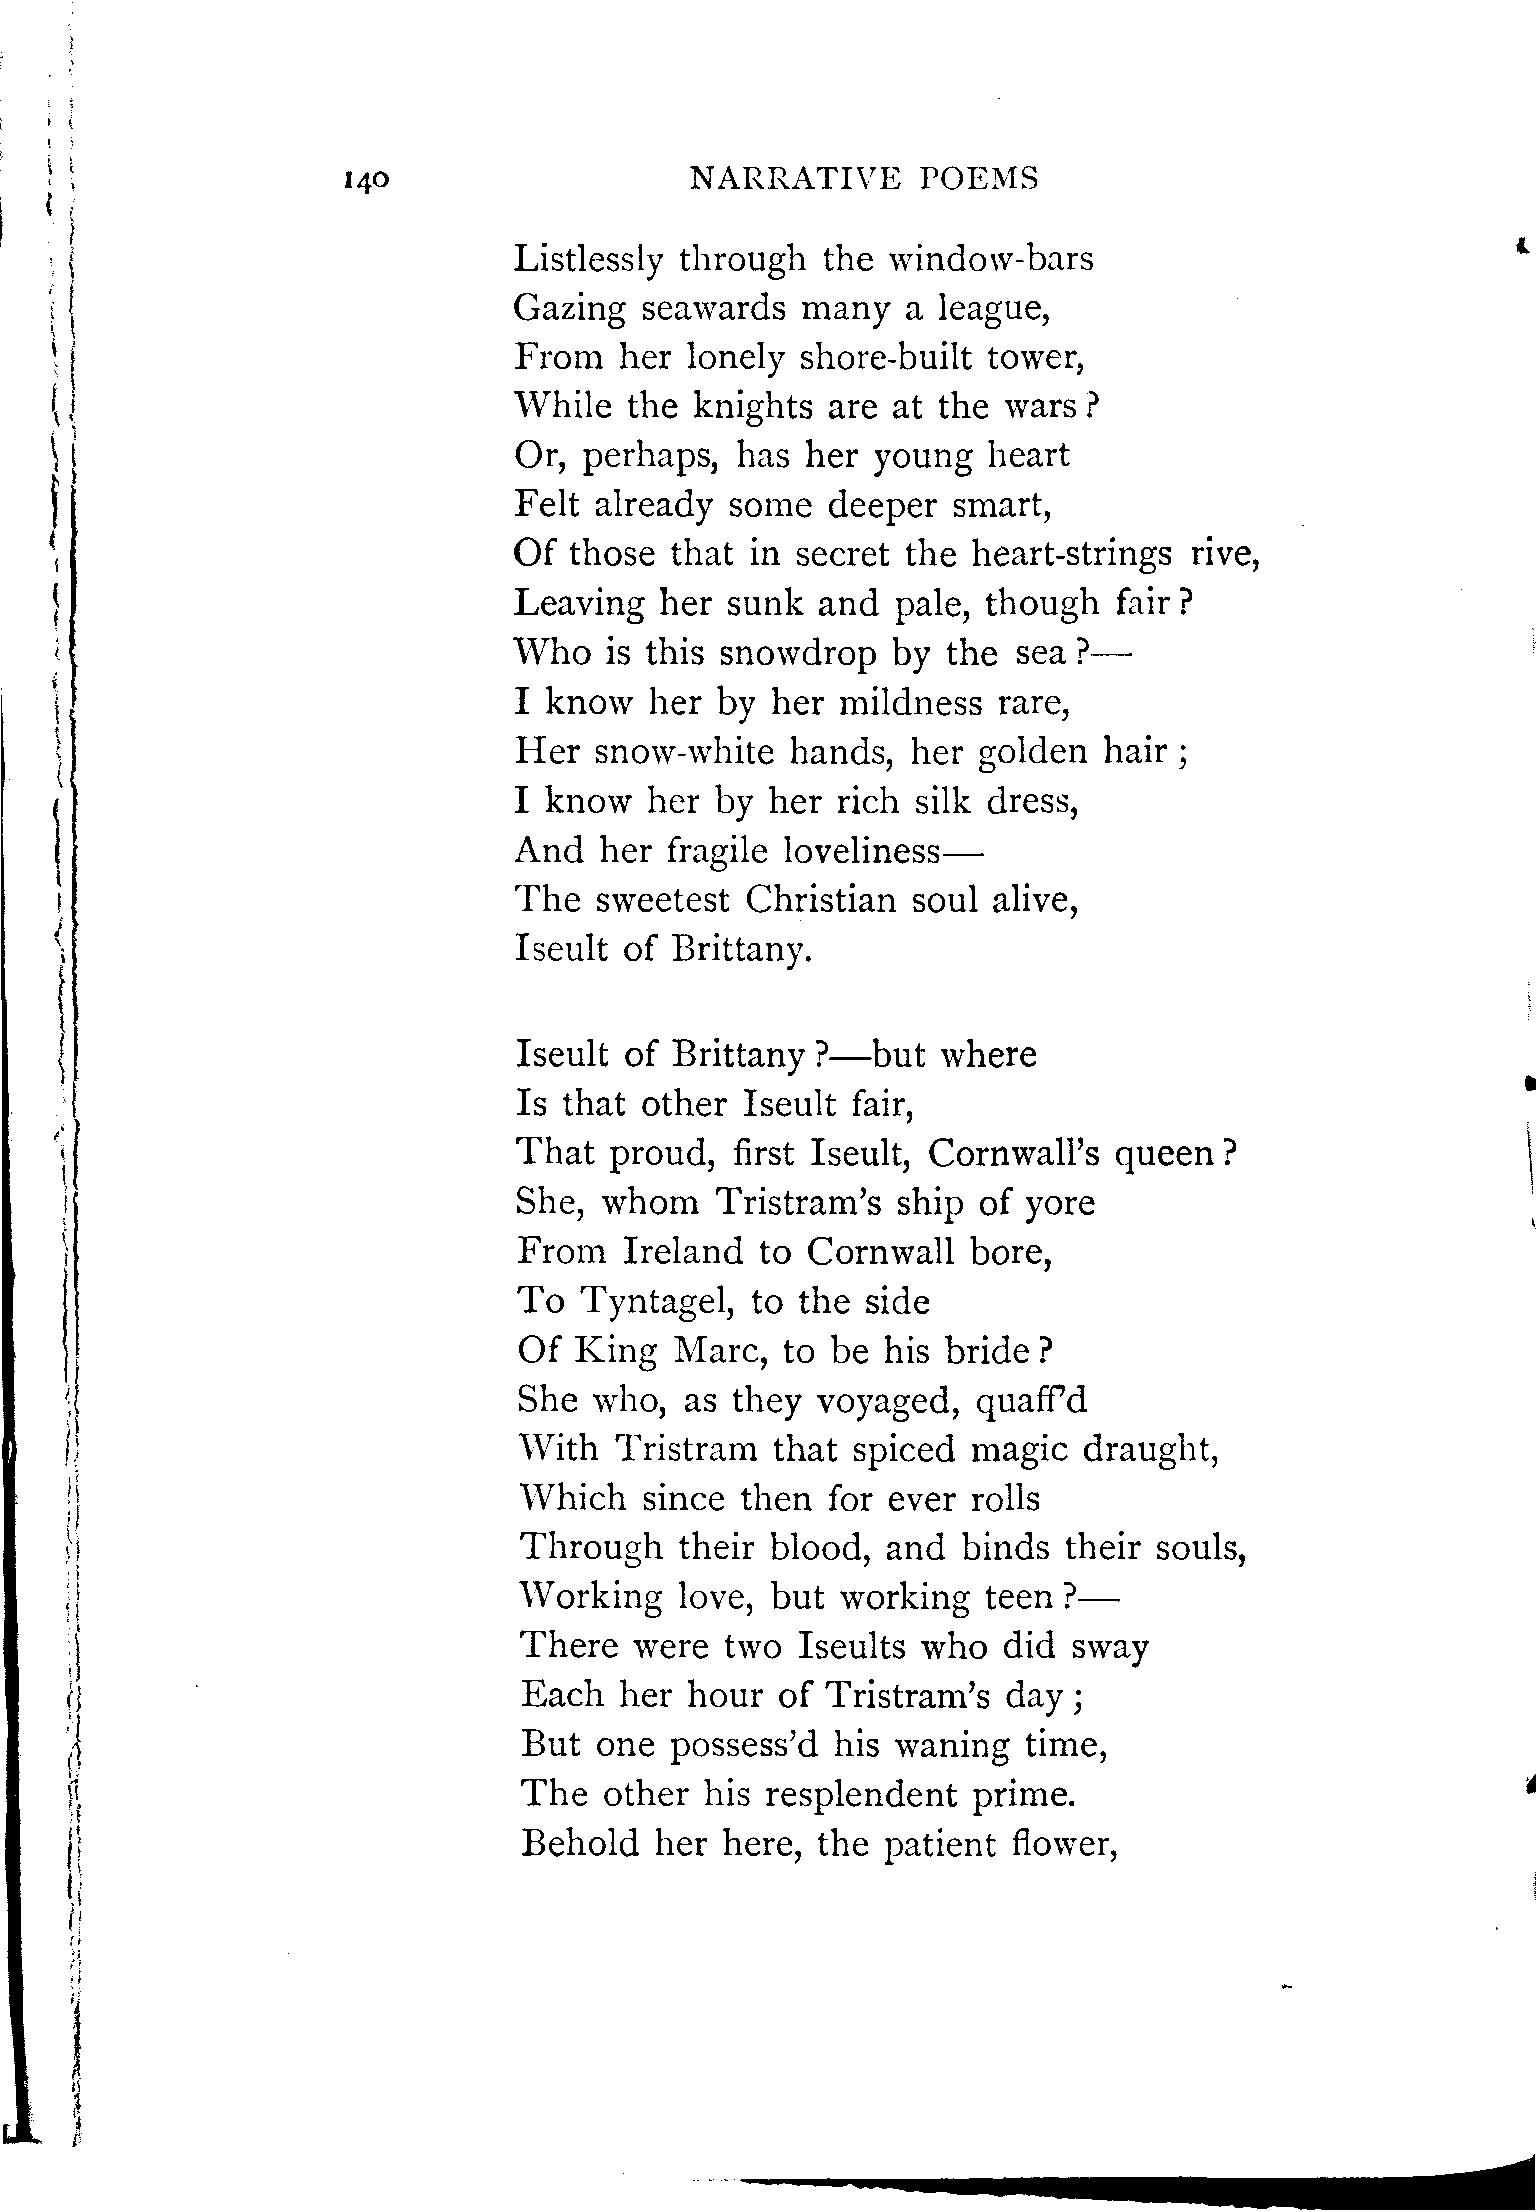 140 NARRATIVE POEMS
Listlessly through the window-bars
Gazing seawards many a league,
From her lonely shore-built tower,
While the knights are at the wars?
Or, perhaps, has her young heart
Felt already some deeper smart,
Of those that in secret the heart-strings rive,
Leaving her sunk and pale, though fair?
Who is this snowdrop by the sea?—
I know her by her mildness rare,
Her snow-white hands, her golden hair;
I know her by her rich silk dress,
And her fragile loveliness—
The sweetest Christian soul alive,
Iseult of Brittany.

Iseult of Brittany?—but where
Is that other Iseult fair,
That proud, first Iseult, Cornwall's queen?
She, whom Tristram's ship of yore
From Ireland to Cornwall bore,
To Tyntagel, to the side
Of King Marc, to be his bride?
She who, as they voyaged, quaff'd
With Tristram that spiced magic draught,
Which since then for ever rolls
Through their blood, and binds their souls,
Working love, but working teen?—
There were two Iseults who did sway
Each her hour of Tristram's day;
But one possess'd his waning time,
The other his resplendent prime.
Behold her here, the patient flower,